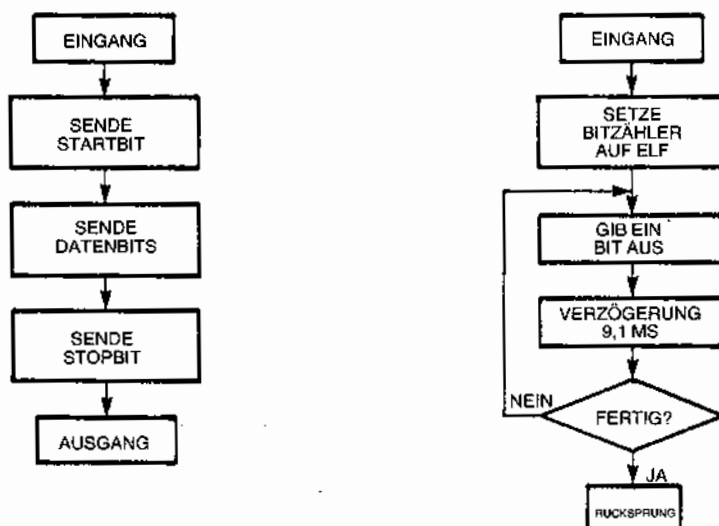 EINGANG
SENDE
STARTBIT
SENDE
DATENBITS
SENDE
STOPBIT
AUSGANG
EINGANG
SETZE
BITZÄHLER
AUF ELF
GIB EIN
BIT AUS
VERZÖGERUNG
9,1 MS
NEIN
FERTIG?
JA
RUCKSPRUNG